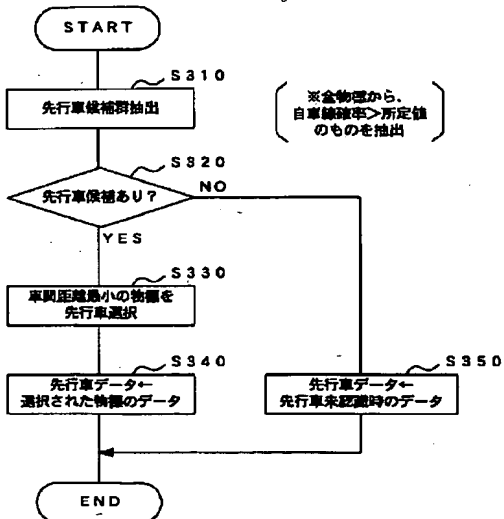 START
S310
先行車候補群抽出
※全物標から、
自車線確率>所定値
のものを抽出
S320
先行車候補あり?
NO
YES
S330
車間距離最小の物標を
先行車選択
S340
先行車データ←
選択された物標のデータ
S350
先行車データ←
先行車未認識時のデータ
END